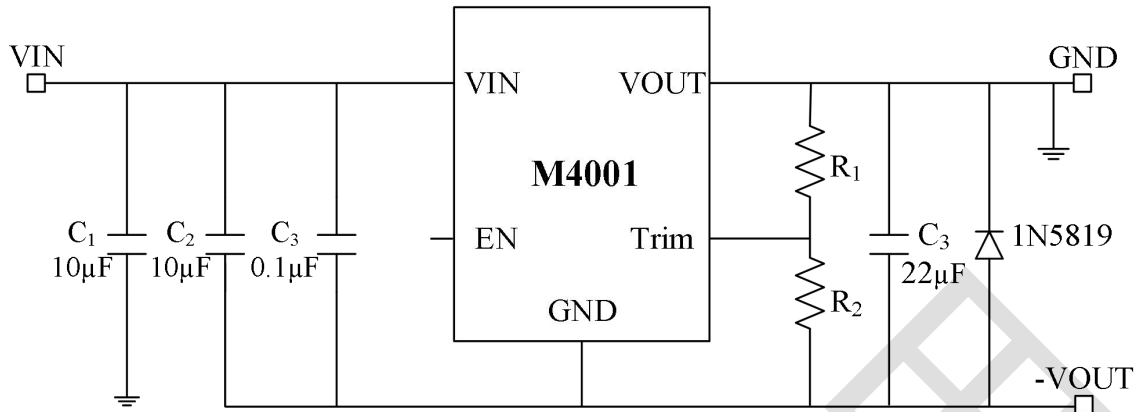 VIN
GND
VIN
VOUT
M4001
R₁
C₁
10µF
C₂
10µF
C₃
0.1µF
EN
Trim
C₃
22µF
1N5819
GND
R₂
-VOUT